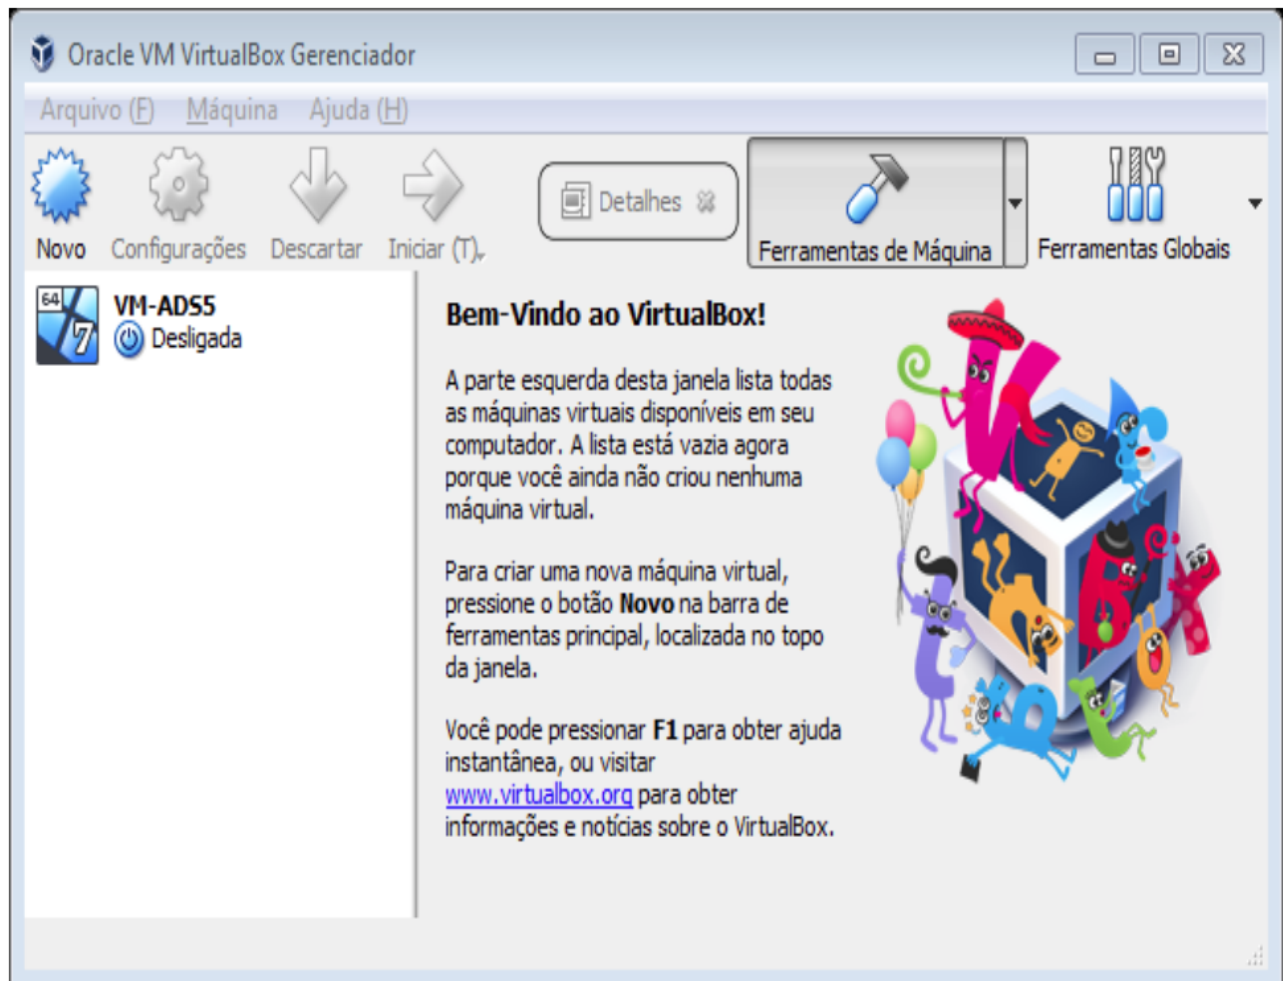 Oracle VM VirtualBox Gerenciador
Arquivo (F) Máquina Ajuda (H)
Novo Configurações Descartar Iniciar (T) Detalhes Ferramentas de Máquina Ferramentas Globais
64
7
VM-ADS5
Desligada
Bem-Vindo ao VirtualBox!
A parte esquerda desta janela lista todas
as máquinas virtuais disponíveis em seu
computador. A lista está vazia agora
porque você ainda não criou nenhuma
máquina virtual.
Para criar uma nova máquina virtual,
pressione o botão Novo na barra de
ferramentas principal, localizada no topo
da janela.
Você pode pressionar F1 para obter ajuda
instantânea, ou visitar
www.virtualbox.org para obter
informações e notícias sobre o VirtualBox.